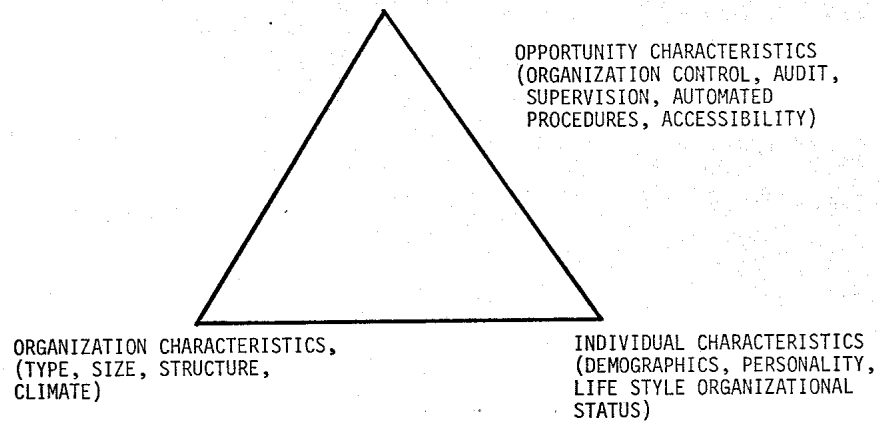 OPPORTUNITY CHARACTERISTICS
(ORGANIZATION CONTROL, AUDIT,
SUPERVISION, AUTOMATED
PROCEDURES, ACCESSIBILITY)
ORGANIZATION CHARACTERISTICS,
(TYPE, SIZE, STRUCTURE,
CLIMATE)
INDIVIDUAL CHARACTERISTICS
(DEMOGRAPHICS, PERSONALITY,
LIFE STYLE ORGANIZATIONAL
STATUS)